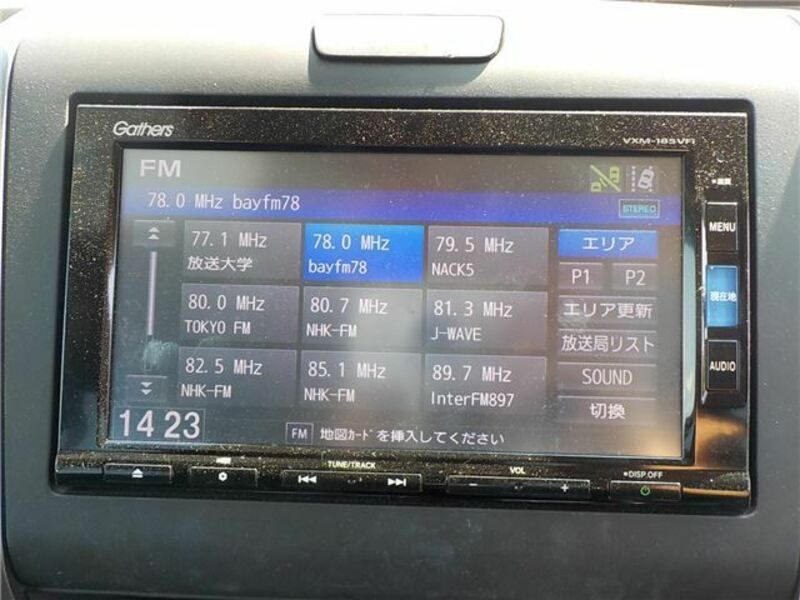 Gathers
VXM-185VFi
FM
78.0 MHz bayfm78
STEREO
77.1 MHz
放送大学
78.0 MHz
bayfm78
79.5 MHz
NACK5
エリア
P1 P2
80.0 MHz
TOKYO FM
80.7 MHz
NHK-FM
81.3 MHz
J-WAVE
エリア更新
放送局リスト
82.5 MHz
NHK-FM
85.1 MHz
NHK-FM
89.7 MHz
InterFM897
SOUND
切換
14 23
FM 地図ｶｰﾄﾞを挿入してください
MENU
現在地
AUDIO
TUNE/TRACK
VOL
DISP.OFF